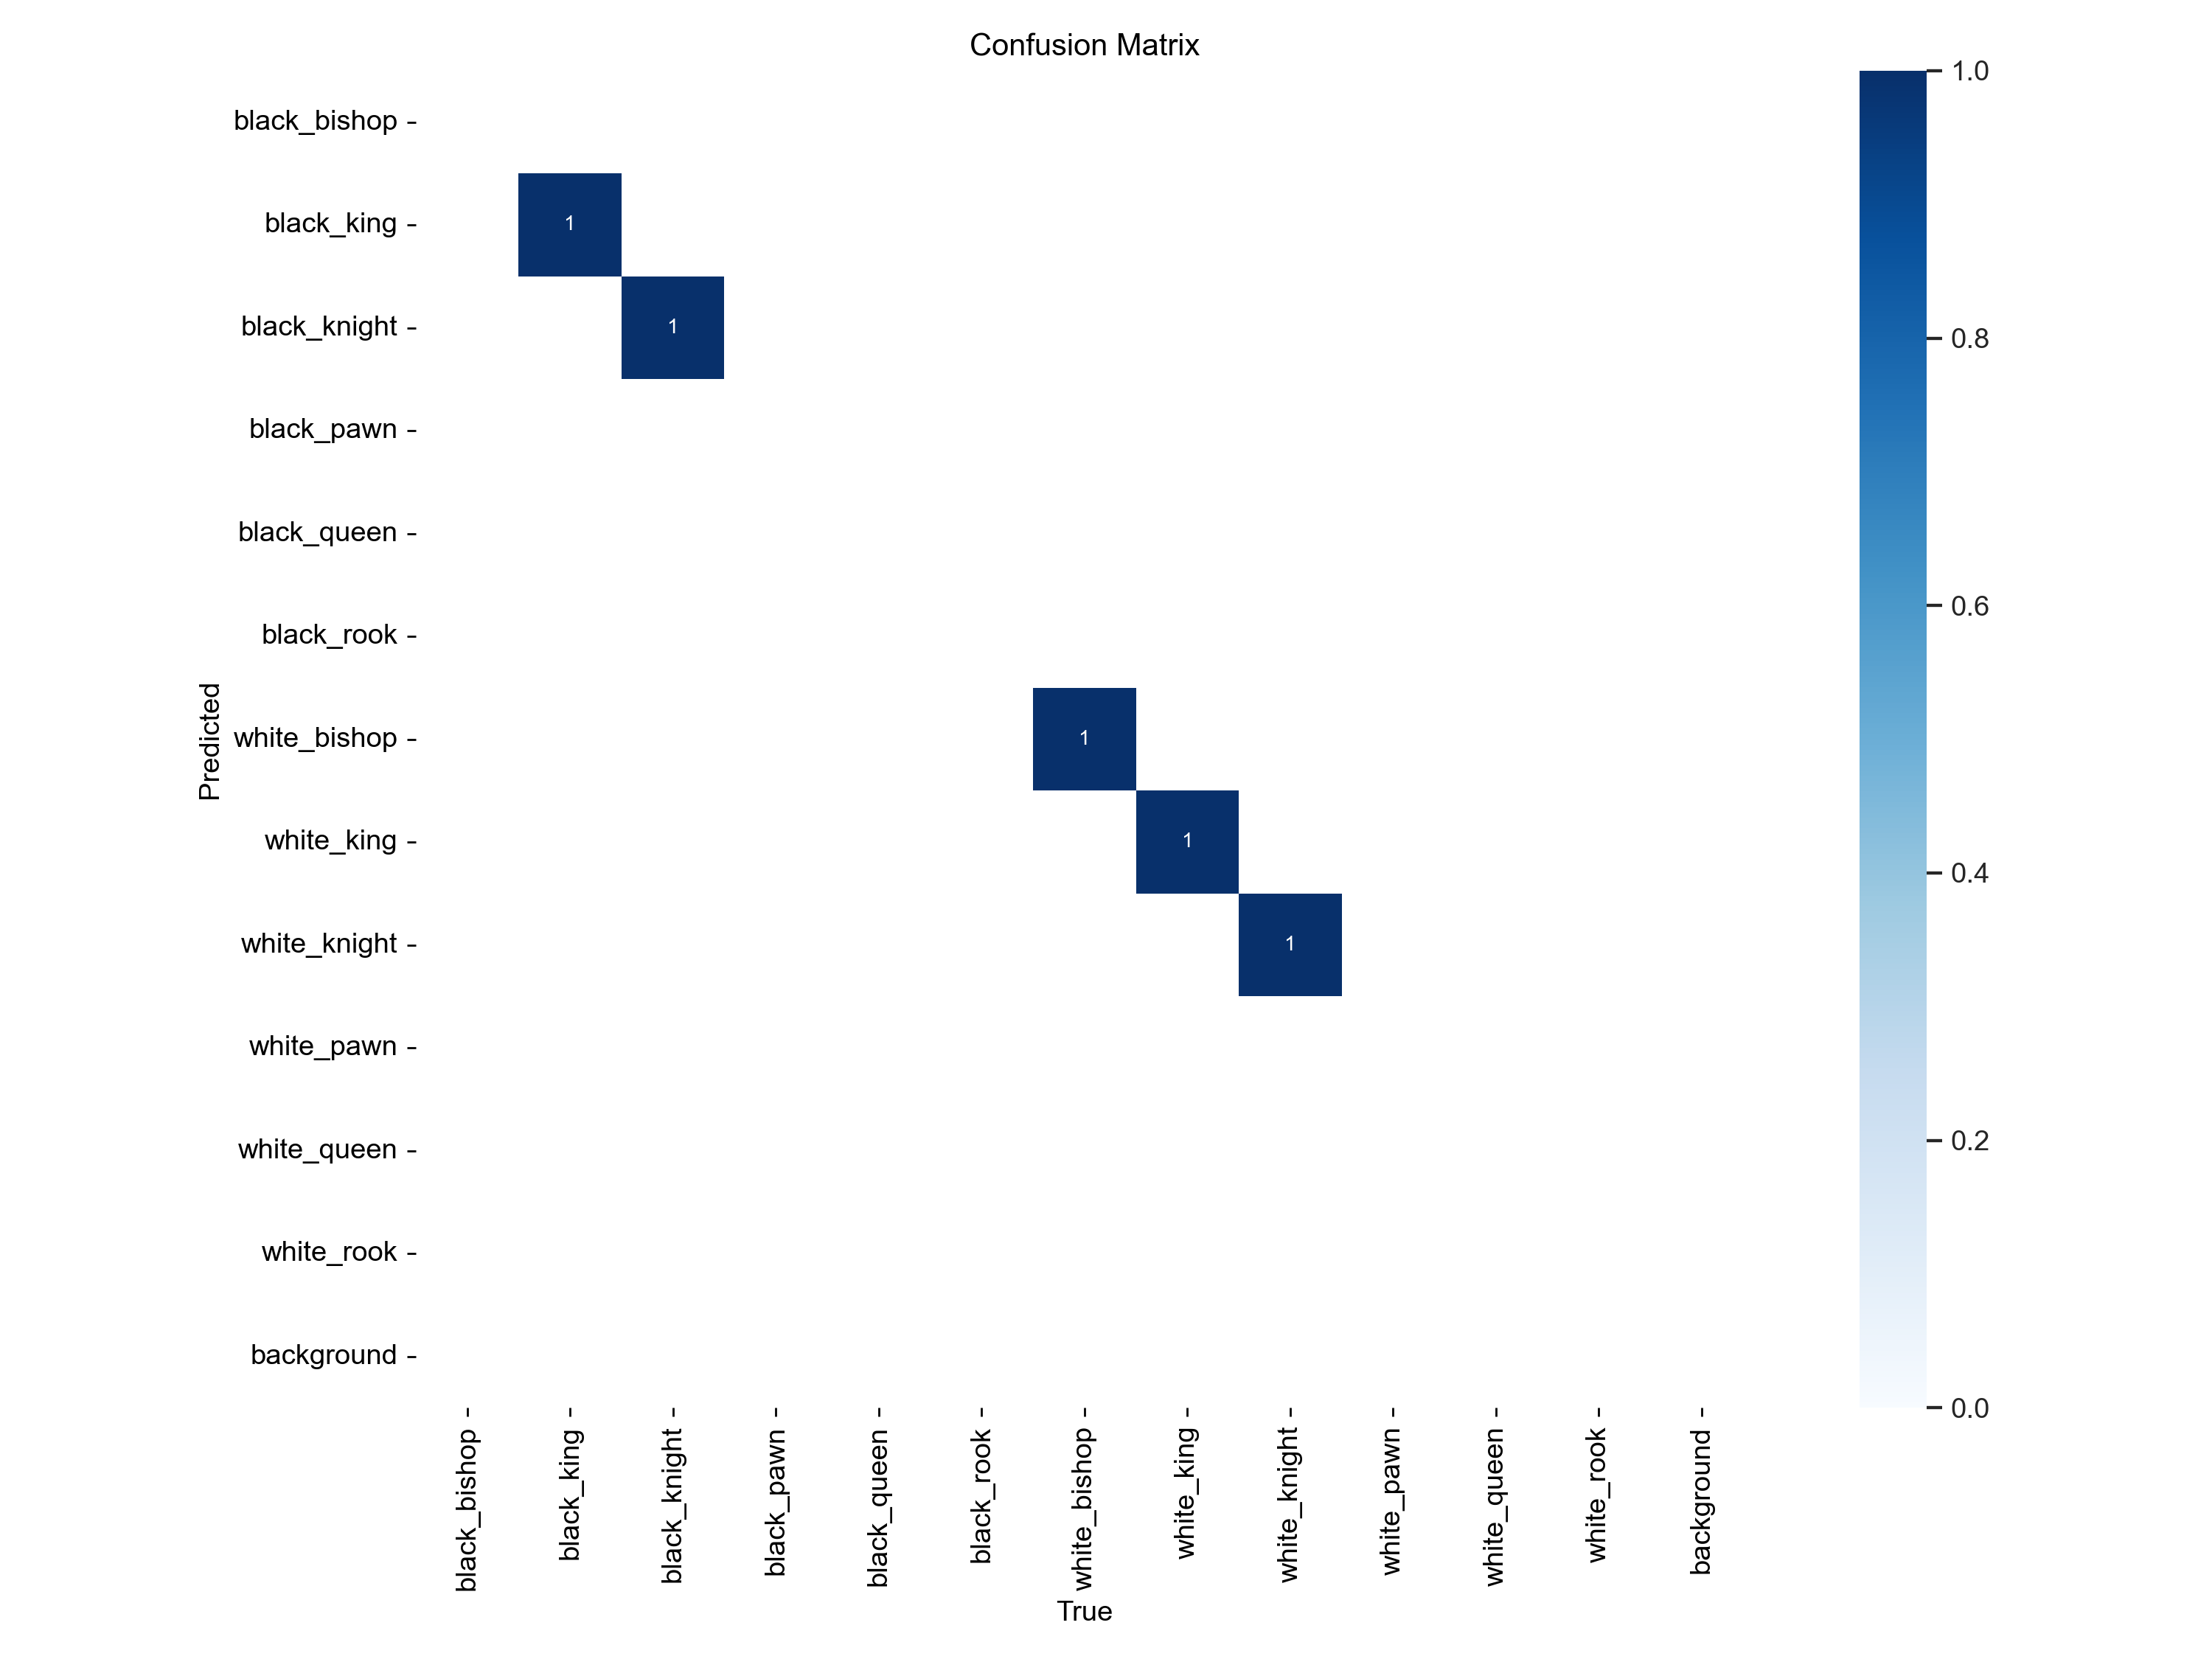 Confusion Matrix
black_bishop
black_king
black_knight
black_pawn
black_queen
black_rook
white_bishop
white_king
white_knight
white_pawn
white_queen
white_rook
background
Predicted
1
1
1
1
1
black_bishop
black_king
black_knight
black_pawn
black_queen
black_rook
white_bishop
white_king
white_knight
white_pawn
white_queen
white_rook
background
True
1.0
0.8
0.6
0.4
0.2
0.0